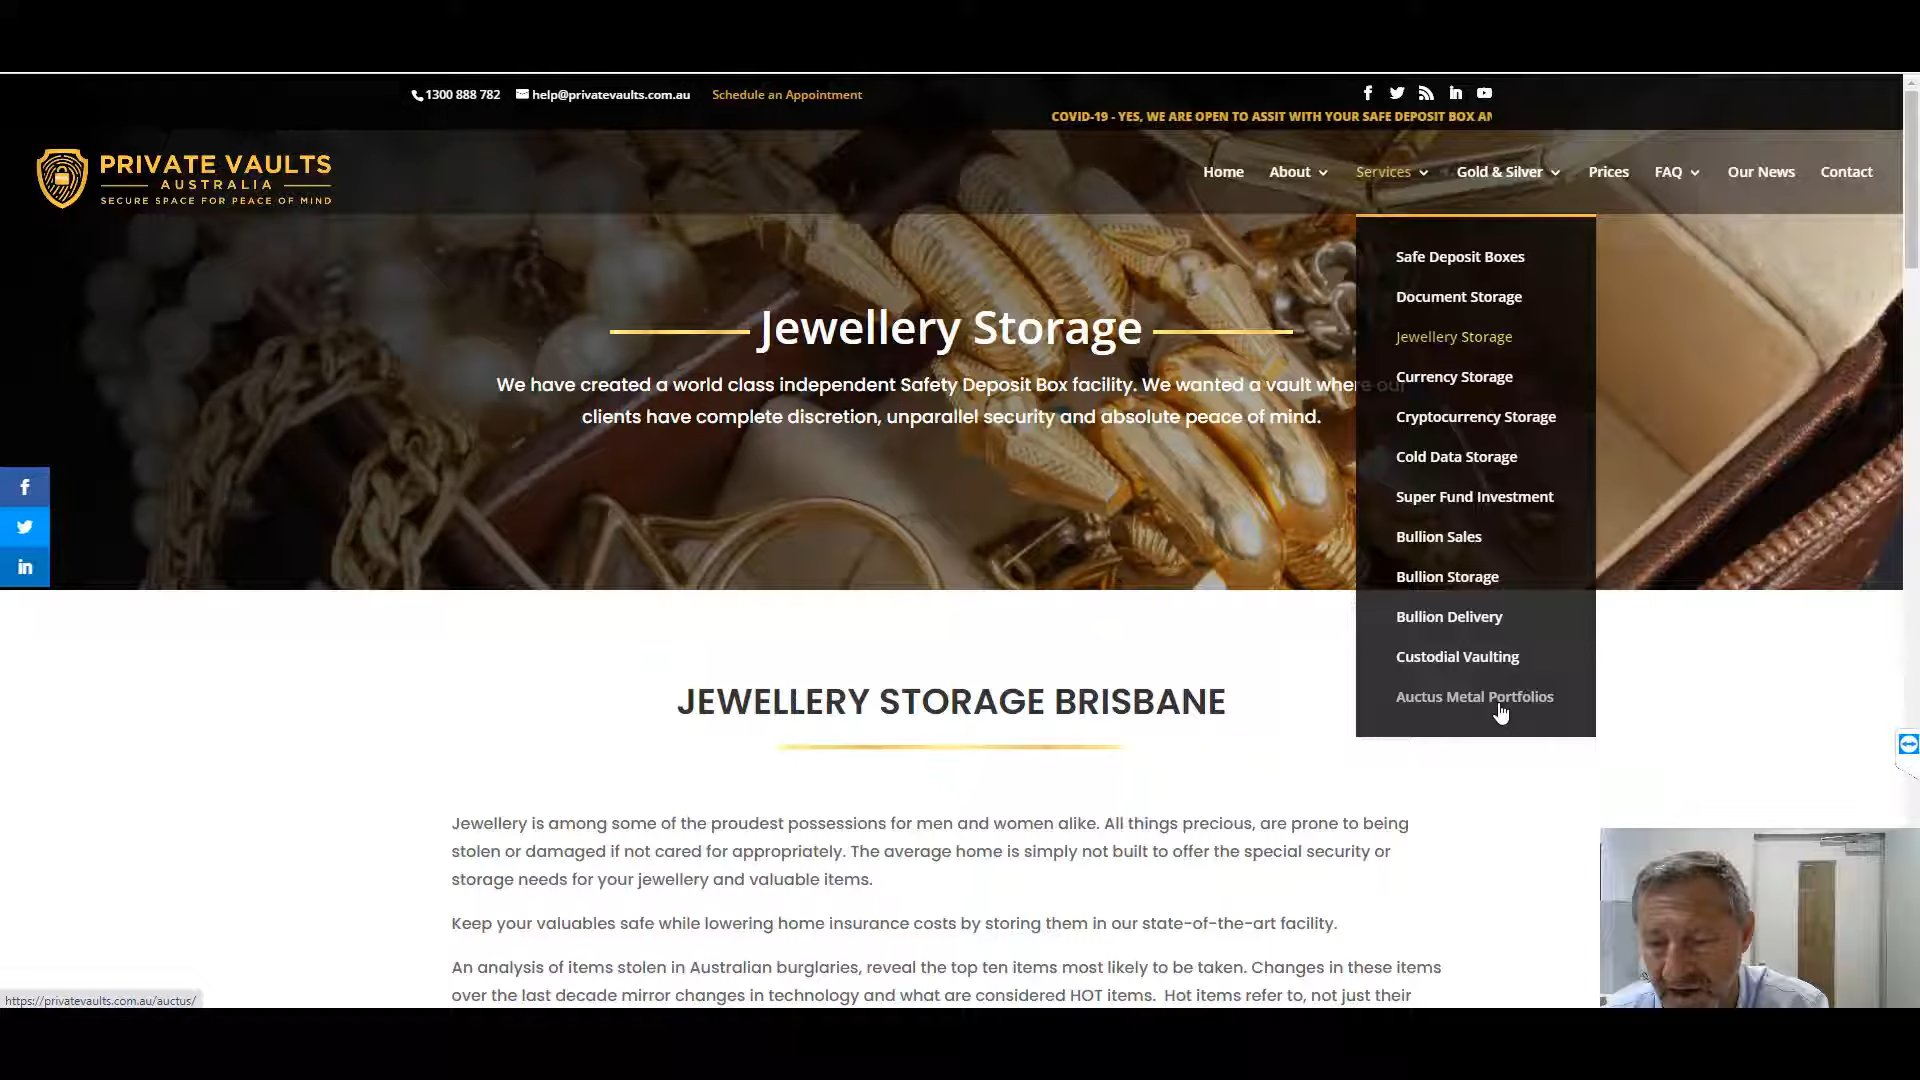 1300 888 782 help@privatevaults.com.au Schedule an Appointment
COVID-19 - YES, WE ARE OPEN TO ASSIT WITH YOUR SAFE DEPOSIT BOX AN
PRIVATE VAULTS
AUSTRALIA
SECURE SPACE FOR PEACE OF MIND
Home About Services Gold & Silver Prices FAQ Our News Contact
Safe Deposit Boxes
Document Storage
Jewellery Storage
Currency Storage
Cryptocurrency Storage
Cold Data Storage
Super Fund Investment
Bullion Sales
Bullion Storage
Bullion Delivery
Custodial Vaulting
Auctus Metal Portfolios
Jewellery Storage
We have created a world class independent Safety Deposit Box facility. We wanted a vault where our
clients have complete discretion, unparallel security and absolute peace of mind.
JEWELLERY STORAGE BRISBANE
Jewellery is among some of the proudest possessions for men and women alike. All things precious, are prone to being
stolen or damaged if not cared for appropriately. The average home is simply not built to offer the special security or
storage needs for your jewellery and valuable items.
Keep your valuables safe while lowering home insurance costs by storing them in our state-of-the-art facility.
An analysis of items stolen in Australian burglaries, reveal the top ten items most likely to be taken. Changes in these items
over the last decade mirror changes in technology and what are considered HOT items. Hot items refer to, not just their
https://privatevaults.com.au/auctus/